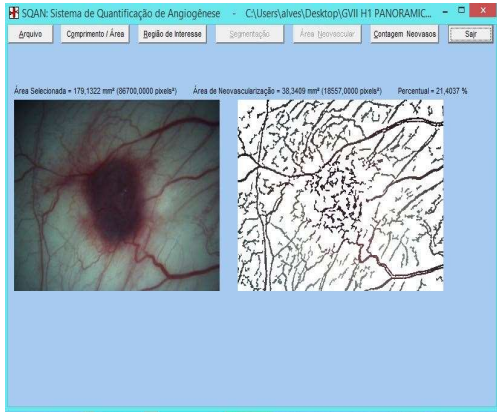 SQAN: Sistema de Quantificação de Angiogênese - C:\Users\alves\Desktop\GVII H1 PANORAMIC...
Arquivo Comprimento / Área Região de Interesse Segmentação Área Neovascular Contagem Neovasos Sair
Área Selecionada = 179,1322 mm² (86700,0000 pixels²) Área de Neovascularização = 38,3409 mm² (18557,0000 pixels²) Percentual = 21,4037 %